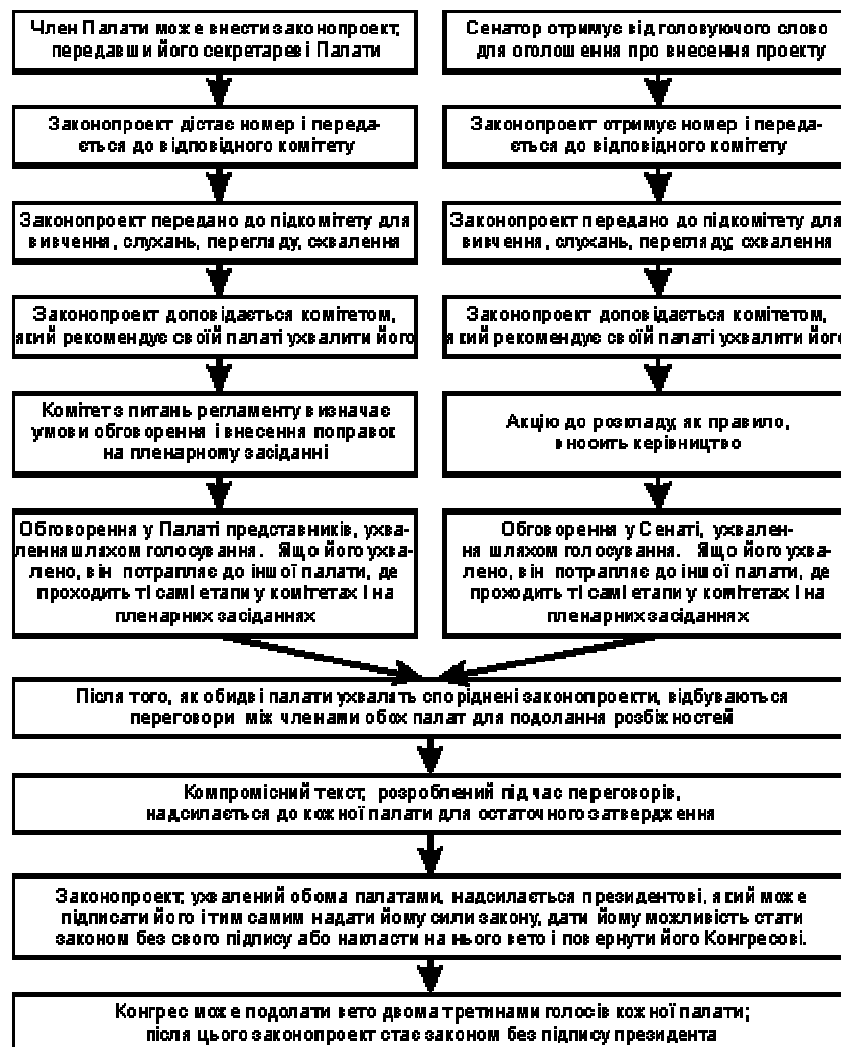 Член Палати може внести законопроект,
передавши його секретареві Палати
Сенатор отримує від головуючого слово
для оголошення про внесення проекту
Законопроект дістає номер і переда-
ється до відповідного комітету
Законопроект отримує номер і переда-
ється до відповідного комітету
Законопроект передано до підкомітету для
вивчення, слухань, перегляду, схвалення
Законопроект передано до підкомітету для
вивчення, слухань, перегляду, схвалення
Законопроект доповідається комітетом,
який рекомендує своїй палаті ухвалити його
Законопроект доповідається комітетом,
який рекомендує своїй палаті ухвалити його
Комітет з питань регламенту визначає
умови обговорення і внесення поправок
на пленарному засіданні
Акцію до розкладу, як правило,
вносить керівництво
Обговорення у Палаті представників, ухва-
лення шляхом голосування. Якщо його ухва-
лено, він потрапляє до іншої палати, де
проходить ті самі етапи у комітетах і на
пленарних засіданнях
Обговорення у Сенаті, ухвален-
ня шляхом голосування. Якщо його ухва-
лено, він потрапляє до іншої палати, де
проходить ті самі етапи у комітетах і на
пленарних засіданнях
Після того, як обидві палати ухвалять споріднені законопроекти, відбуваються
переговори між членами обох палат для подолання розбіжностей
Компромісний текст, розроблений під час переговорів,
надсилається до кожної палати для остаточного затвердження
Законопроект, ухвалений обома палатами, надсилається президентові, який може
підписати його і тим самим надати йому сили закону, дати йому можливість стати
законом без свого підпису або накласти на нього вето і повернути його Конгресові.
Конгрес може подолати вето двома третинами голосів кожної палати;
після цього законопроект стає законом без підпису президента